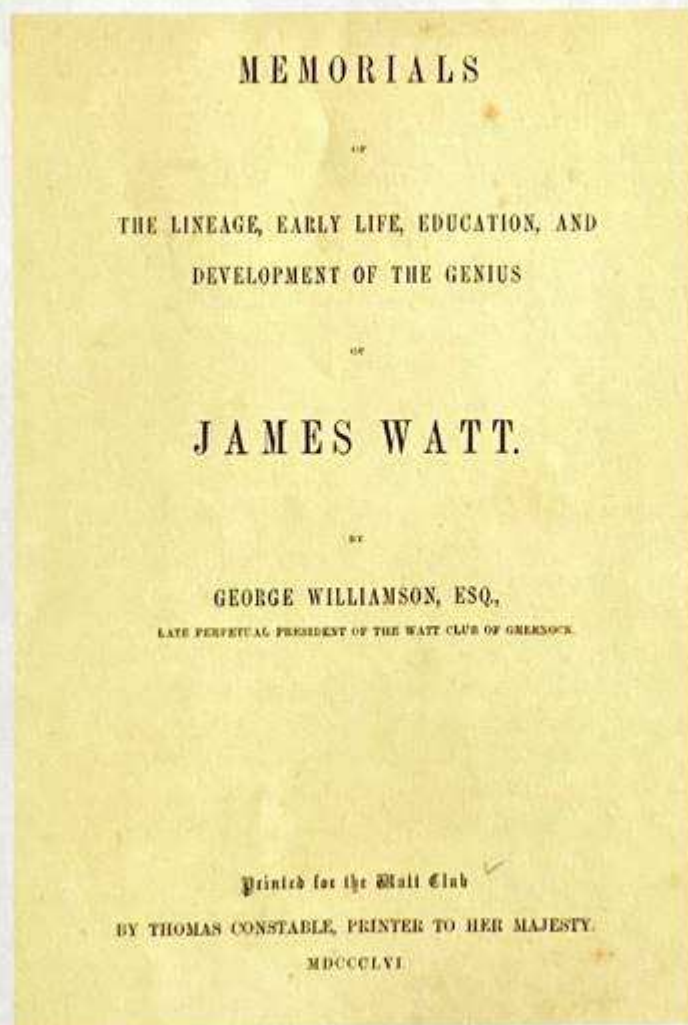 MEMORIALS
OF
THE LINEAGE, EARLY LIFE, EDUCATION, AND
DEVELOPMENT OF THE GENIUS
OF
JAMES WATT.
BY
GEORGE WILLIAMSON, ESQ.,
LATE PERPETUAL PRESIDENT OF THE WATT CLUB OF GREENOCK.
Printed for the Watt Club
BY THOMAS CONSTABLE, PRINTER TO HER MAJESTY.
MDCCCLVI